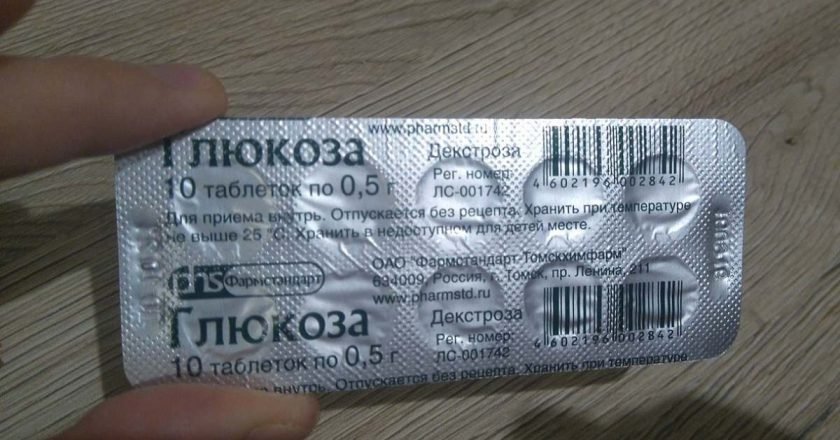 www.pharmstd.ru
Глюкоза
Декстроза
10 таблеток по 0,5 г
Рег. номер
ЛС-001742
4 602196 002842
Для приема внутрь. Отпускается без рецепта. Хранить при температуре
не выше 25 °C. Хранить в недоступном для детей месте.
phs Фармстандарт
ОАО "Фармстандарт-Томскхимфарм"
634009, Россия, г. Томск, пр. Ленина, 211
www.pharmstd.ru
Глюкоза
Декстроза
10 таблеток по 0,5 г
Рег. номер
ЛС-001742
4 602196 002842
внутрь. Отпускается без рецепта. Хранить при температуре